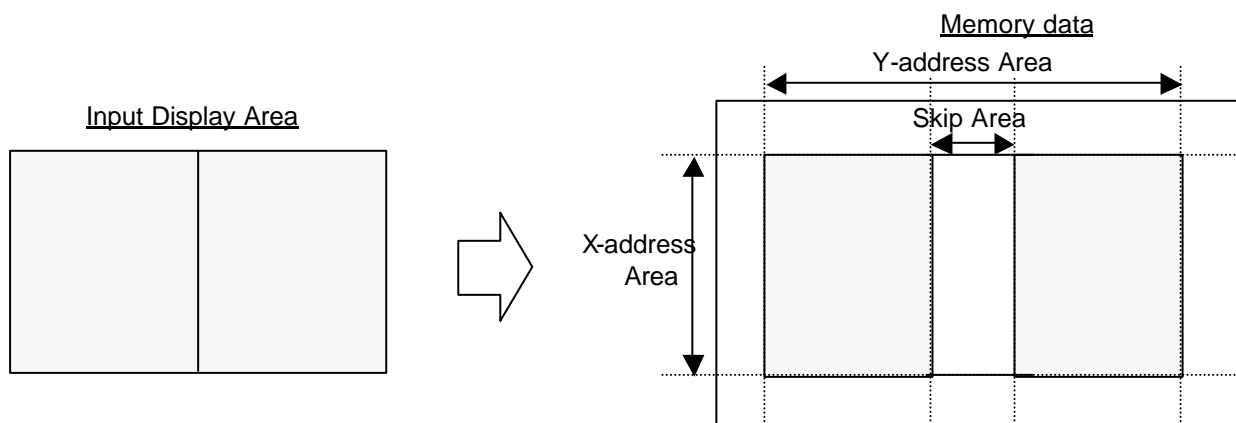 Memory data
Y-address Area
Input Display Area
Skip Area
X-address
Area